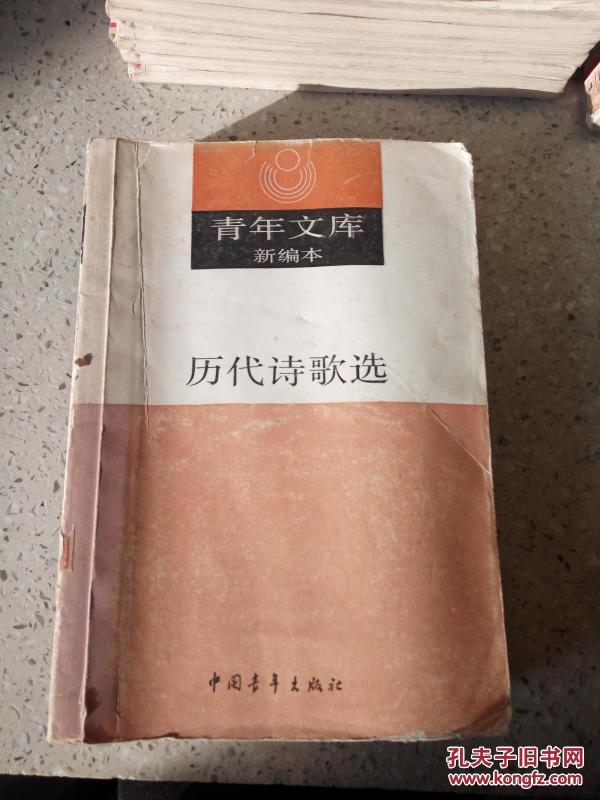 青年文库
新编本
历代诗歌选
中国青年出版社
孔夫子旧书网
www.kongfz.com